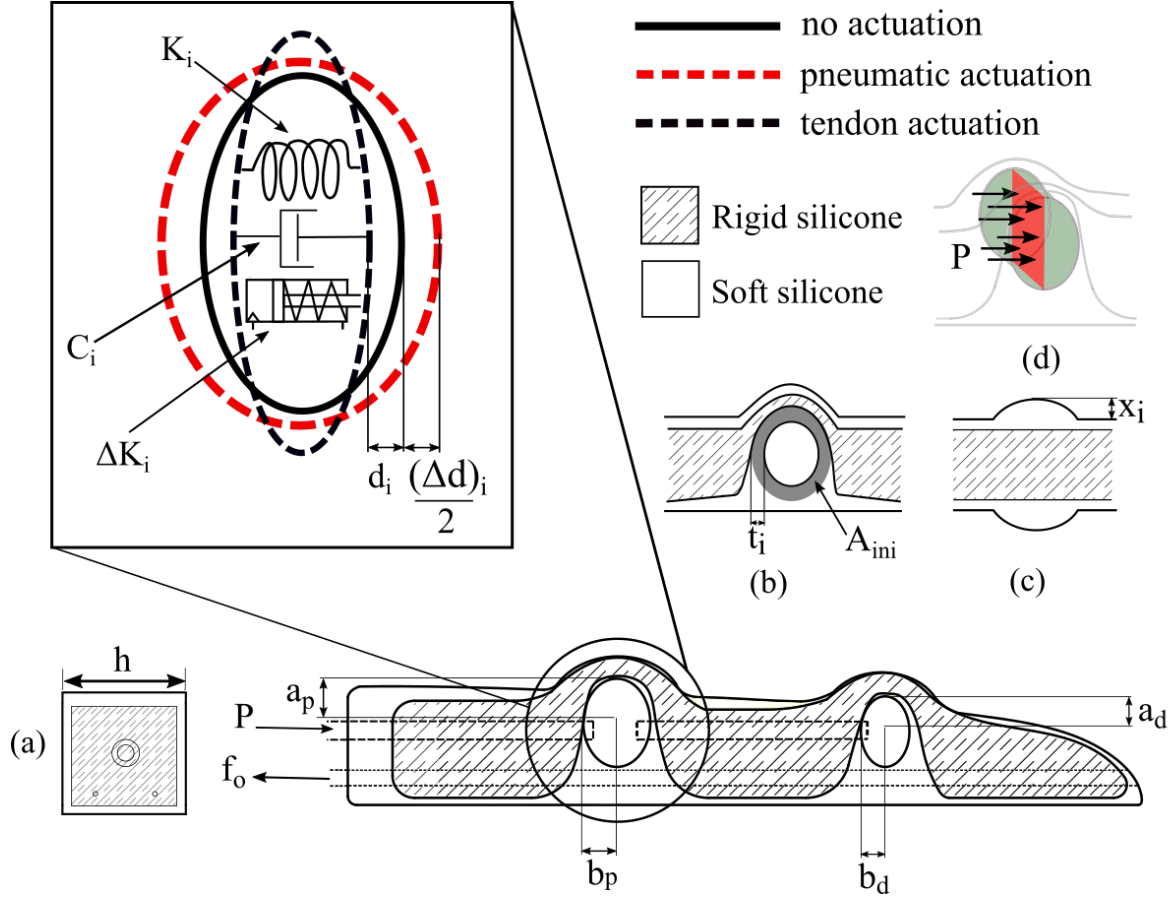 Kᵢ
Cᵢ
ΔKᵢ
dᵢ
(Δd)ᵢ
2
no actuation
pneumatic actuation
tendon actuation
Rigid silicone
Soft silicone
P
(d)
tᵢ
Aᵢₙᵢ
(b)
xᵢ
(c)
h
(a)
P
fₒ
aₚ
bₚ
b_d
a_d